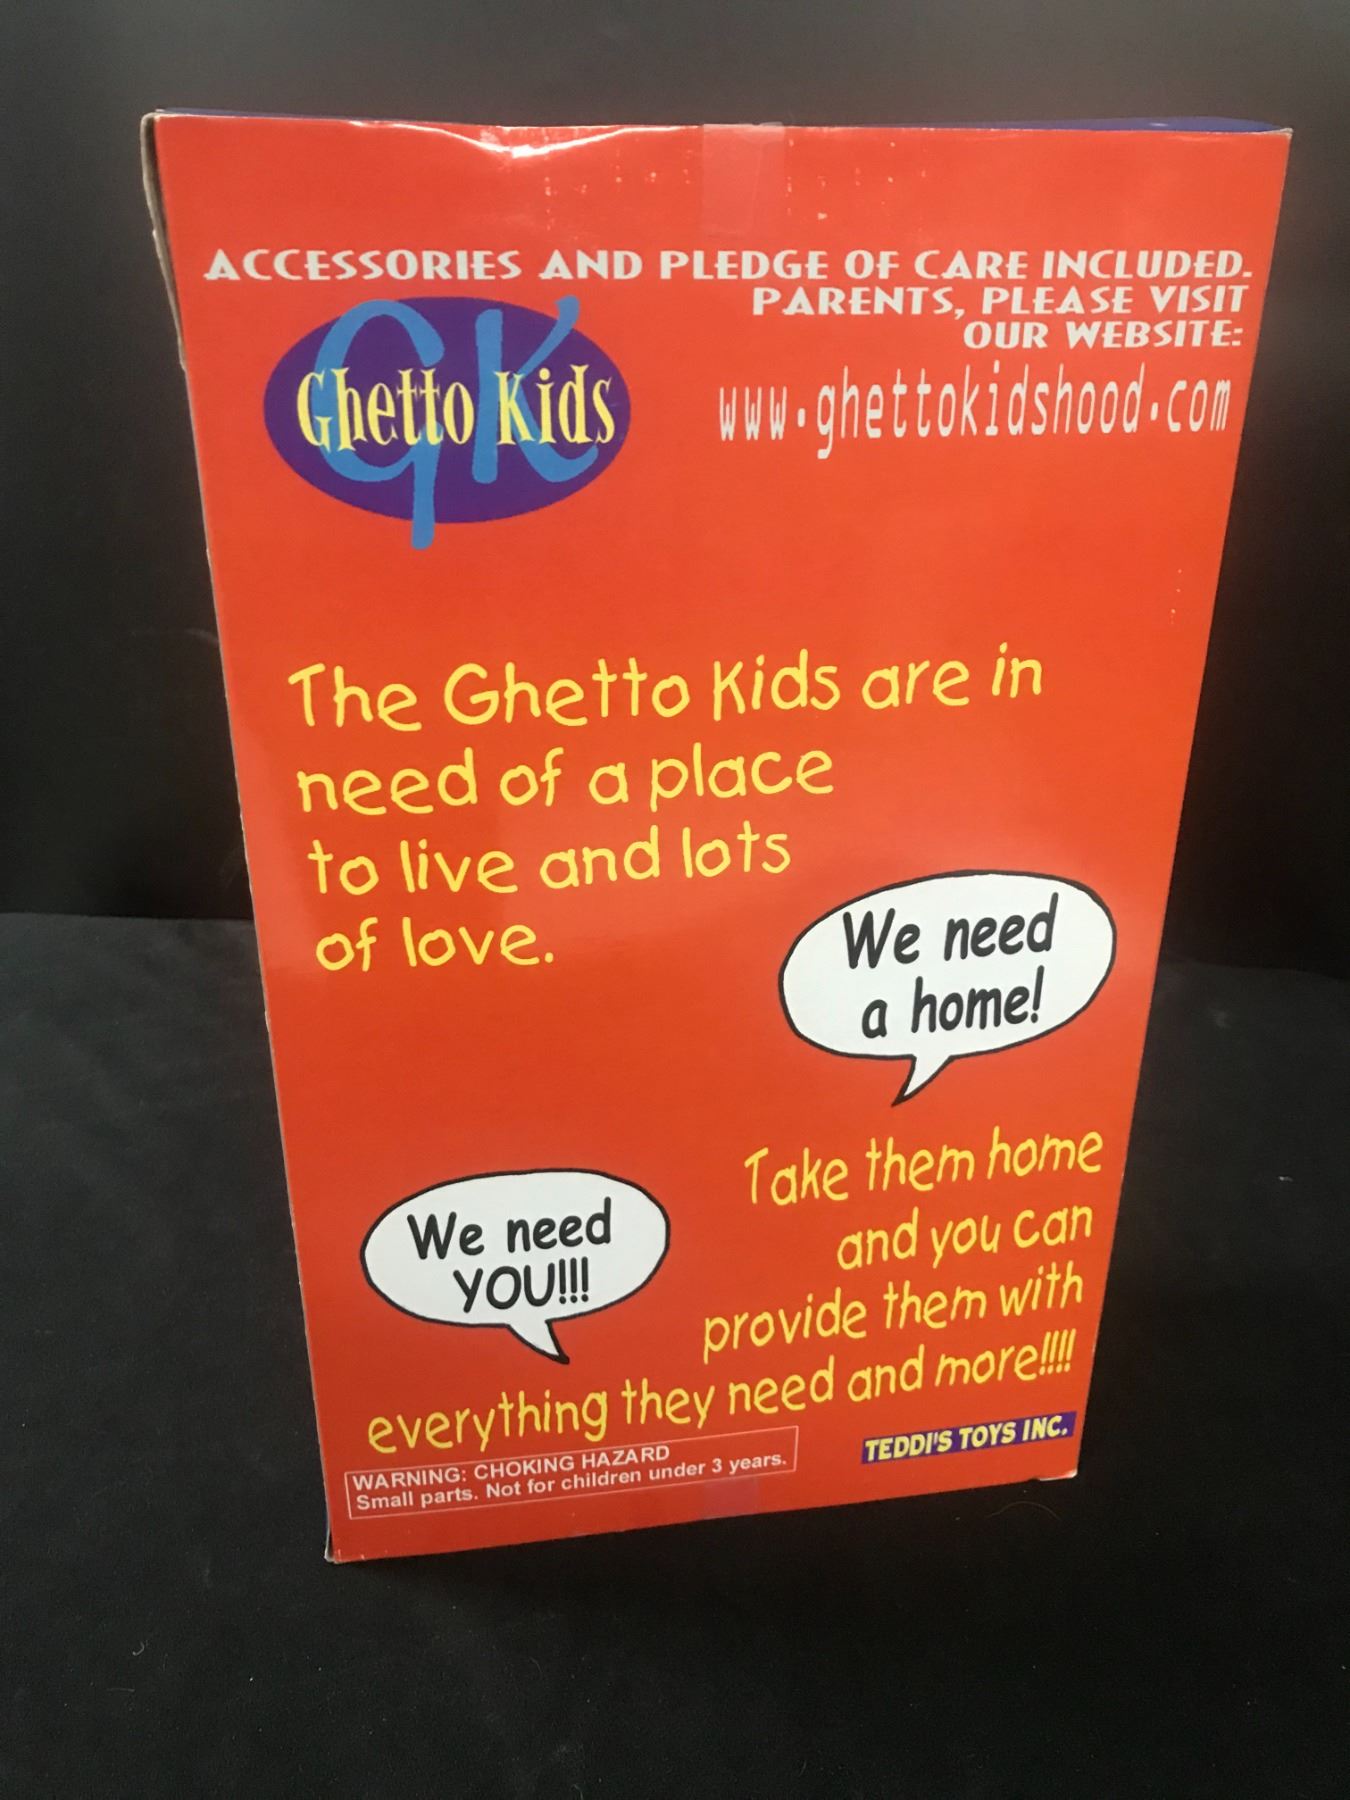 ACCESSORIES AND PLEDGE OF CARE INCLUDED.
PARENTS, PLEASE VISIT
OUR WEBSITE:
www.ghettokidshood.com
GK
Ghetto Kids
The Ghetto Kids are in
need of a place
to live and lots
of love.
We need
a home!
We need
YOU!!!
Take them home
and you can
provide them with
everything they need and more!!!!
WARNING: CHOKING HAZARD
Small parts. Not for children under 3 years.
TEDDI'S TOYS INC.